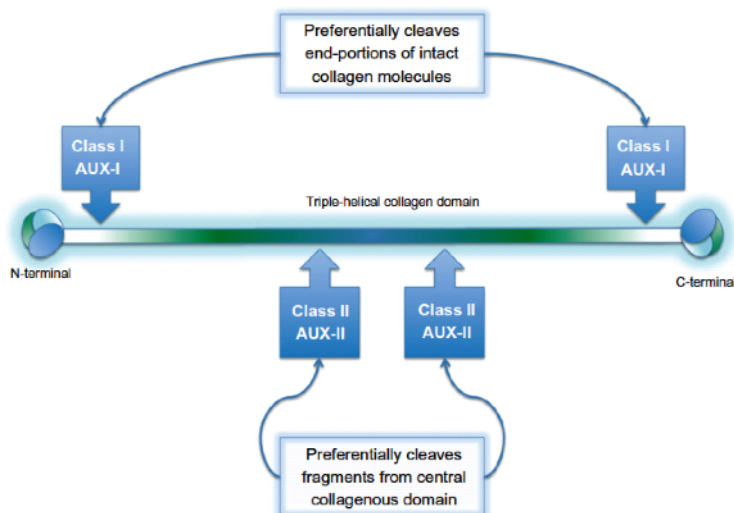 Preferentially cleaves
end-portions of intact
collagen molecules
Class I
AUX-I
Class I
AUX-I
Triple-helical collagen domain
N-terminal
C-terminal
Class II
AUX-II
Class II
AUX-II
Preferentially cleaves
fragments from central
collagenous domain